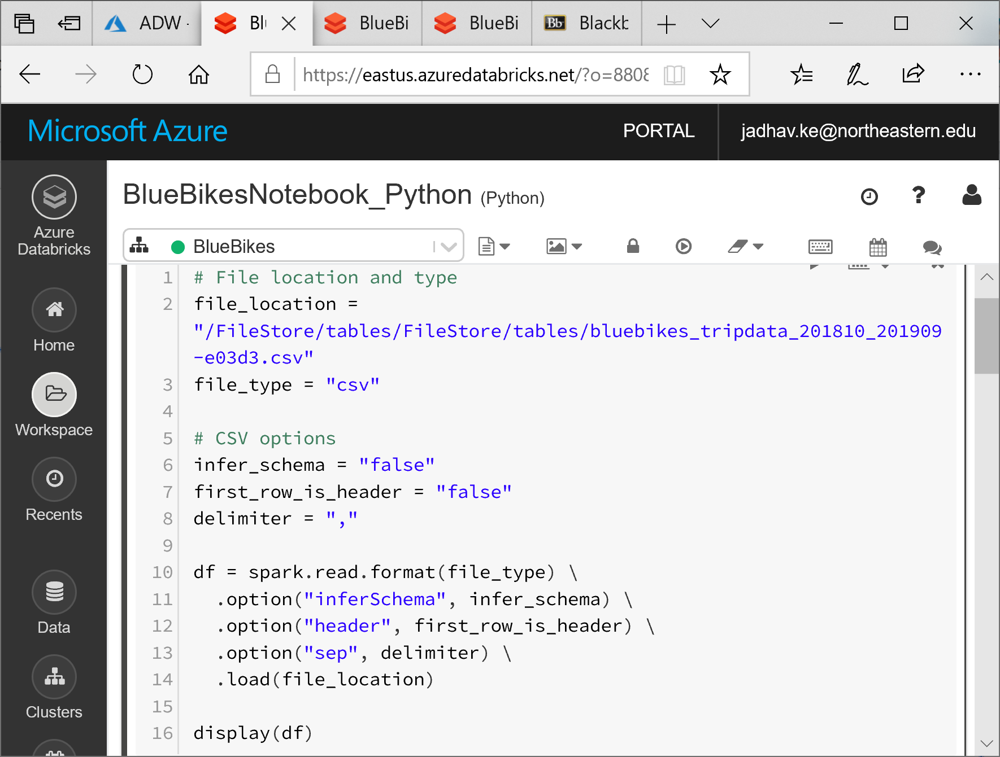 ADW -
Bl
BlueBi
BlueBi
Bb
Blackb
https://eastus.azuredatabricks.net/?o=8808
Microsoft Azure
PORTAL
jadhav.ke@northeastern.edu
Azure
Databricks
Home
Workspace
Recents
Data
Clusters
BlueBikesNotebook_Python (Python)
BlueBikes
1 # File location and type
2 file_location =
"/FileStore/tables/FileStore/tables/bluebikes_tripdata_201810_201909
-e03d3.csv"
3 file_type = "csv"
4
5 # CSV options
6 infer_schema = "false"
7 first_row_is_header = "false"
8 delimiter = ","
9
10 df = spark.read.format(file_type) \
11 .option("inferSchema", infer_schema) \
12 .option("header", first_row_is_header) \
13 .option("sep", delimiter) \
14 .load(file_location)
15
16 display(df)